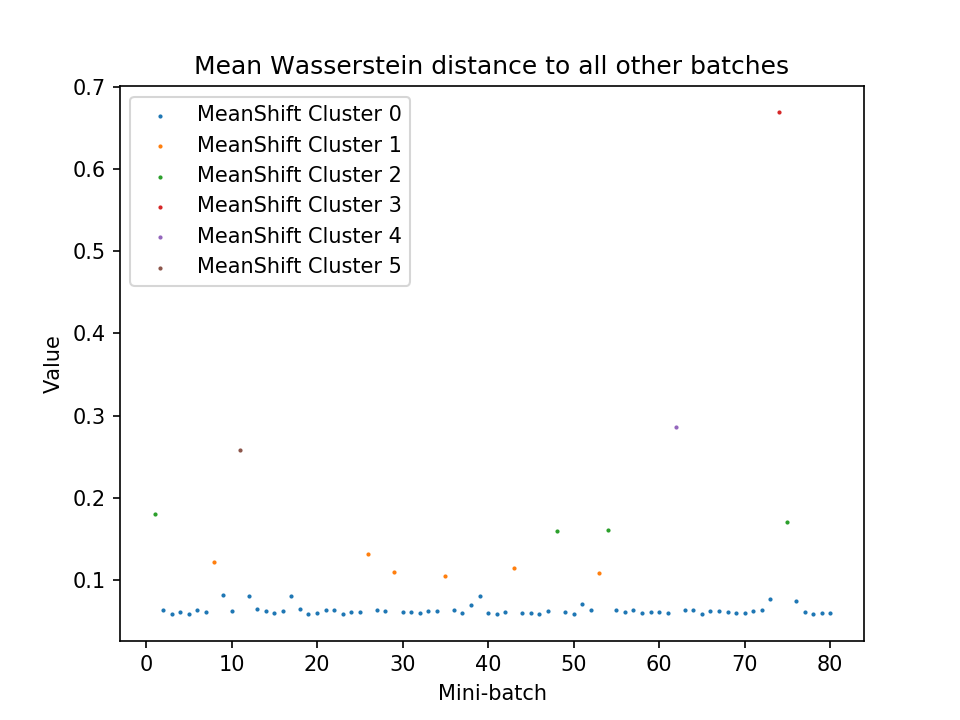 Mean Wasserstein distance to all other batches
0.7
0.6
0.5
0.4
0.3
0.2
0.1
Value
MeanShift Cluster 0
MeanShift Cluster 1
MeanShift Cluster 2
MeanShift Cluster 3
MeanShift Cluster 4
MeanShift Cluster 5
0 10 20 30 40 50 60 70 80
Mini-batch